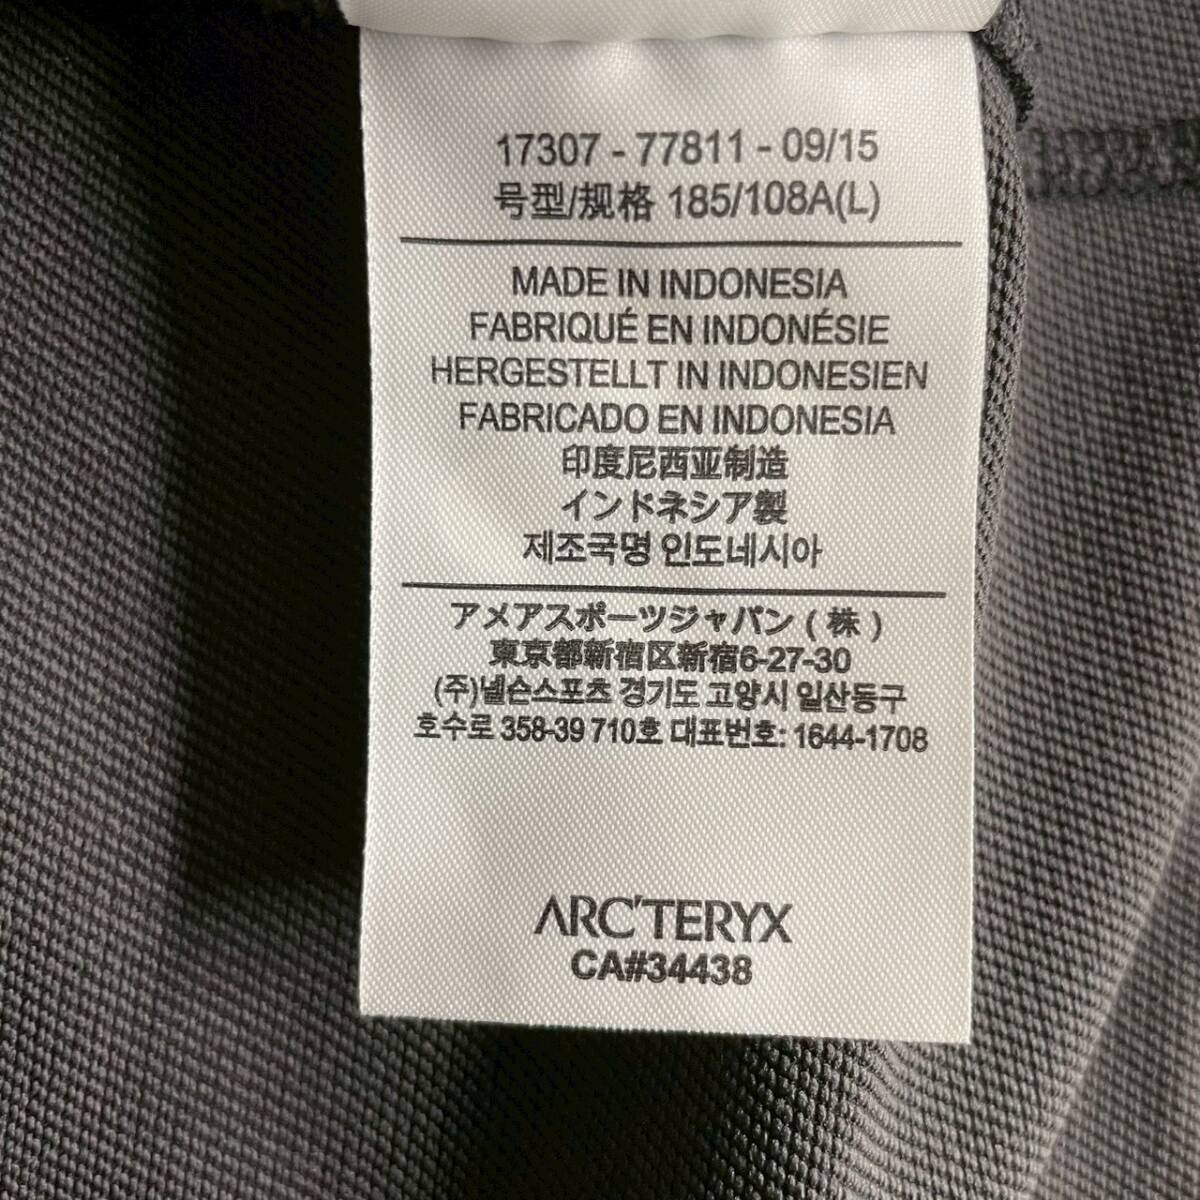 17307 - 77811 - 09/15
号型/规格 185/108A(L)
MADE IN INDONESIA
FABRIQUÉ EN INDONÉSIE
HERGESTELLT IN INDONESIEN
FABRICADO EN INDONESIA
印度尼西亚制造
インドネシア製
제조국명 인도네시아
アメアスポーツジャパン ( 株 )
東京都新宿区新宿6-27-30
(주)넬슨스포츠 경기도 고양시 일산동구
호수로 358-39 710호 대표번호: 1644-1708
ARC'TERYX
CA#34438